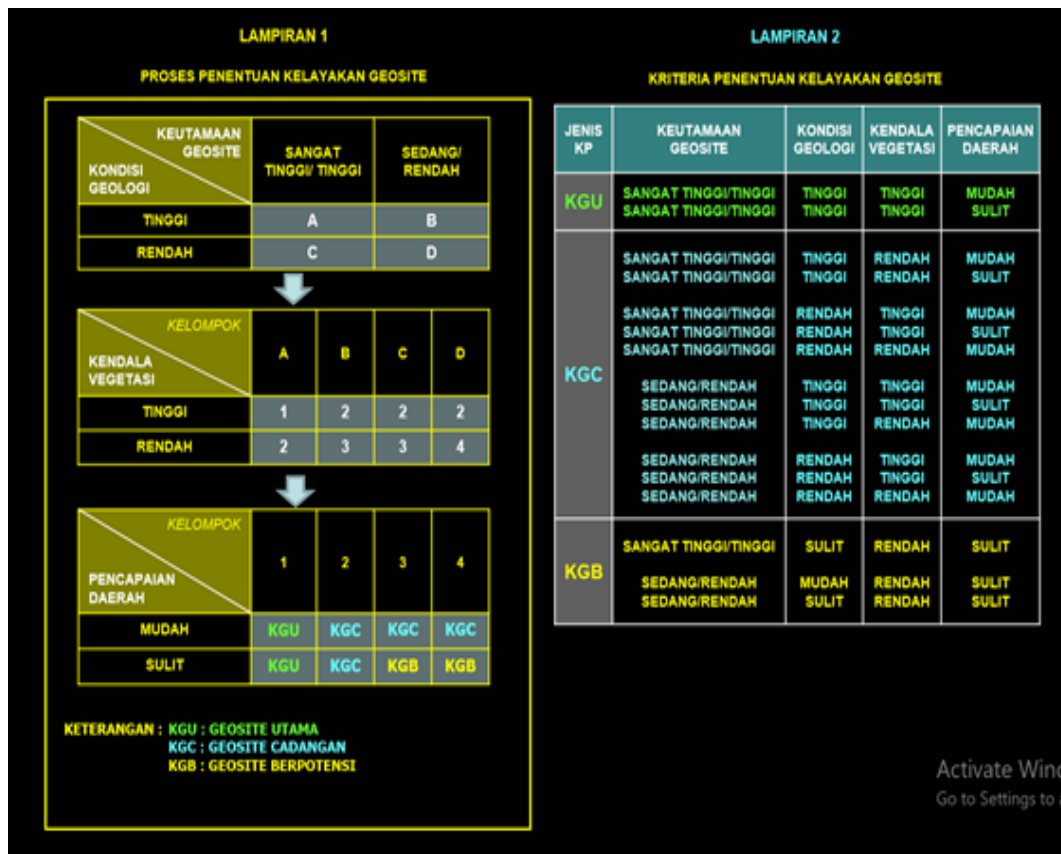 LAMPIRAN 1
PROSES PENENTUAN KELAYAKAN GEOSITE
KEUTAMAAN
GEOSITE
KONDISI
GEOLOGI
SANGAT
TINGGI/ TINGGI
SEDANG/
RENDAH
TINGGI A B
RENDAH C D
KELOMPOK
KENDALA
VEGETASI
A B C D
TINGGI 1 2 2 2
RENDAH 2 3 3 4
KELOMPOK
PENCAPAIAN
DAERAH
1 2 3 4
MUDAH KGU KGC KGC KGC
SULIT KGU KGC KGB KGB
KETERANGAN : KGU : GEOSITE UTAMA
KGC : GEOSITE CADANGAN
KGB : GEOSITE BERPOTENSI
LAMPIRAN 2
KRITERIA PENENTUAN KELAYAKAN GEOSITE
JENIS KEUTAMAAN KONDISI KENDALA PENCAPAIAN
KP GEOSITE GEOLOGI VEGETASI DAERAH
KGU
SANGAT TINGGI/TINGGI TINGGI TINGGI MUDAH
SANGAT TINGGI/TINGGI TINGGI TINGGI SULIT
KGC
SANGAT TINGGI/TINGGI TINGGI RENDAH MUDAH
SANGAT TINGGI/TINGGI TINGGI RENDAH SULIT
SANGAT TINGGI/TINGGI RENDAH TINGGI MUDAH
SANGAT TINGGI/TINGGI RENDAH TINGGI SULIT
SANGAT TINGGI/TINGGI RENDAH RENDAH MUDAH
SEDANG/RENDAH TINGGI TINGGI MUDAH
SEDANG/RENDAH TINGGI TINGGI SULIT
SEDANG/RENDAH TINGGI RENDAH MUDAH
SEDANG/RENDAH RENDAH TINGGI MUDAH
SEDANG/RENDAH RENDAH TINGGI SULIT
SEDANG/RENDAH RENDAH RENDAH MUDAH
KGB
SANGAT TINGGI/TINGGI SULIT RENDAH SULIT
SEDANG/RENDAH MUDAH RENDAH SULIT
SEDANG/RENDAH SULIT RENDAH SULIT
Activate Wind
Go to Settings to a